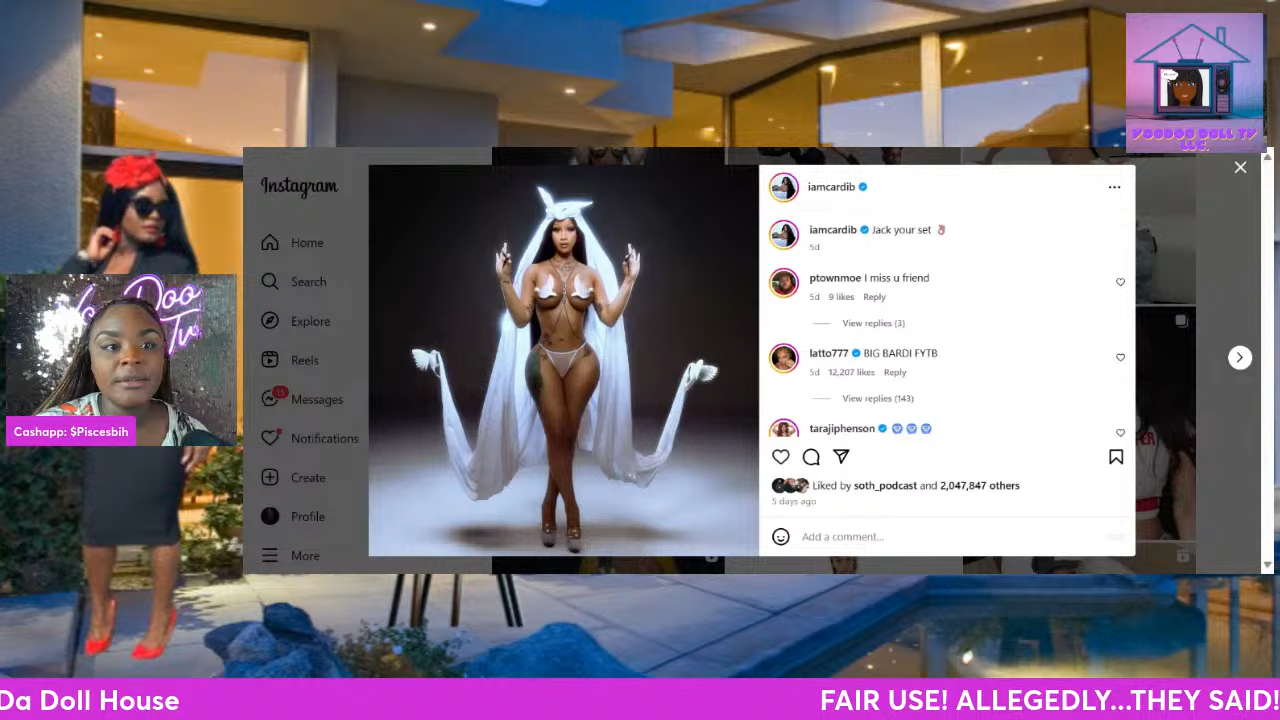 VOODOO DOLL TV
LLC.
Instagram
Home
Search
Explore
Reels
Messages
Notifications
Create
Profile
More
iamcardib
iamcardib Jack your set 👌🏽
5d
ptownmoe I miss u friend
5d 9 likes Reply
View replies (3)
latto777 BIG BARDI FYTB
5d 12,207 likes Reply
View replies (143)
tarajiphenson 🥶🥶🥶
Liked by soth_podcast and 2,047,847 others
5 days ago
Add a comment...
Doo
Tv
Cashapp: $Piscesbih
Da Doll House
FAIR USE! ALLEGEDLY...THEY SAID!